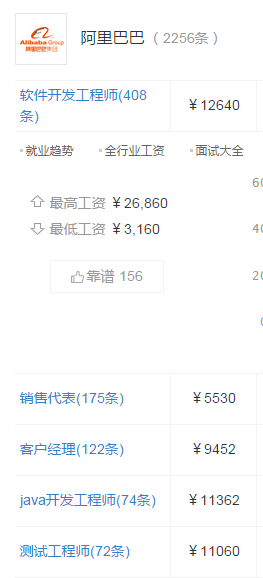 Alibaba Group
阿里巴巴集团
阿里巴巴 ( 2256条 )
软件开发工程师(408
条)
¥12640
就业趋势 全行业工资 面试大全
60
最高工资 ¥26,860
最低工资 ¥3,160
40
靠谱 156
20
0
销售代表(175条) ¥5530
客户经理(122条) ¥9452
java开发工程师(74条) ¥11362
测试工程师(72条) ¥11060